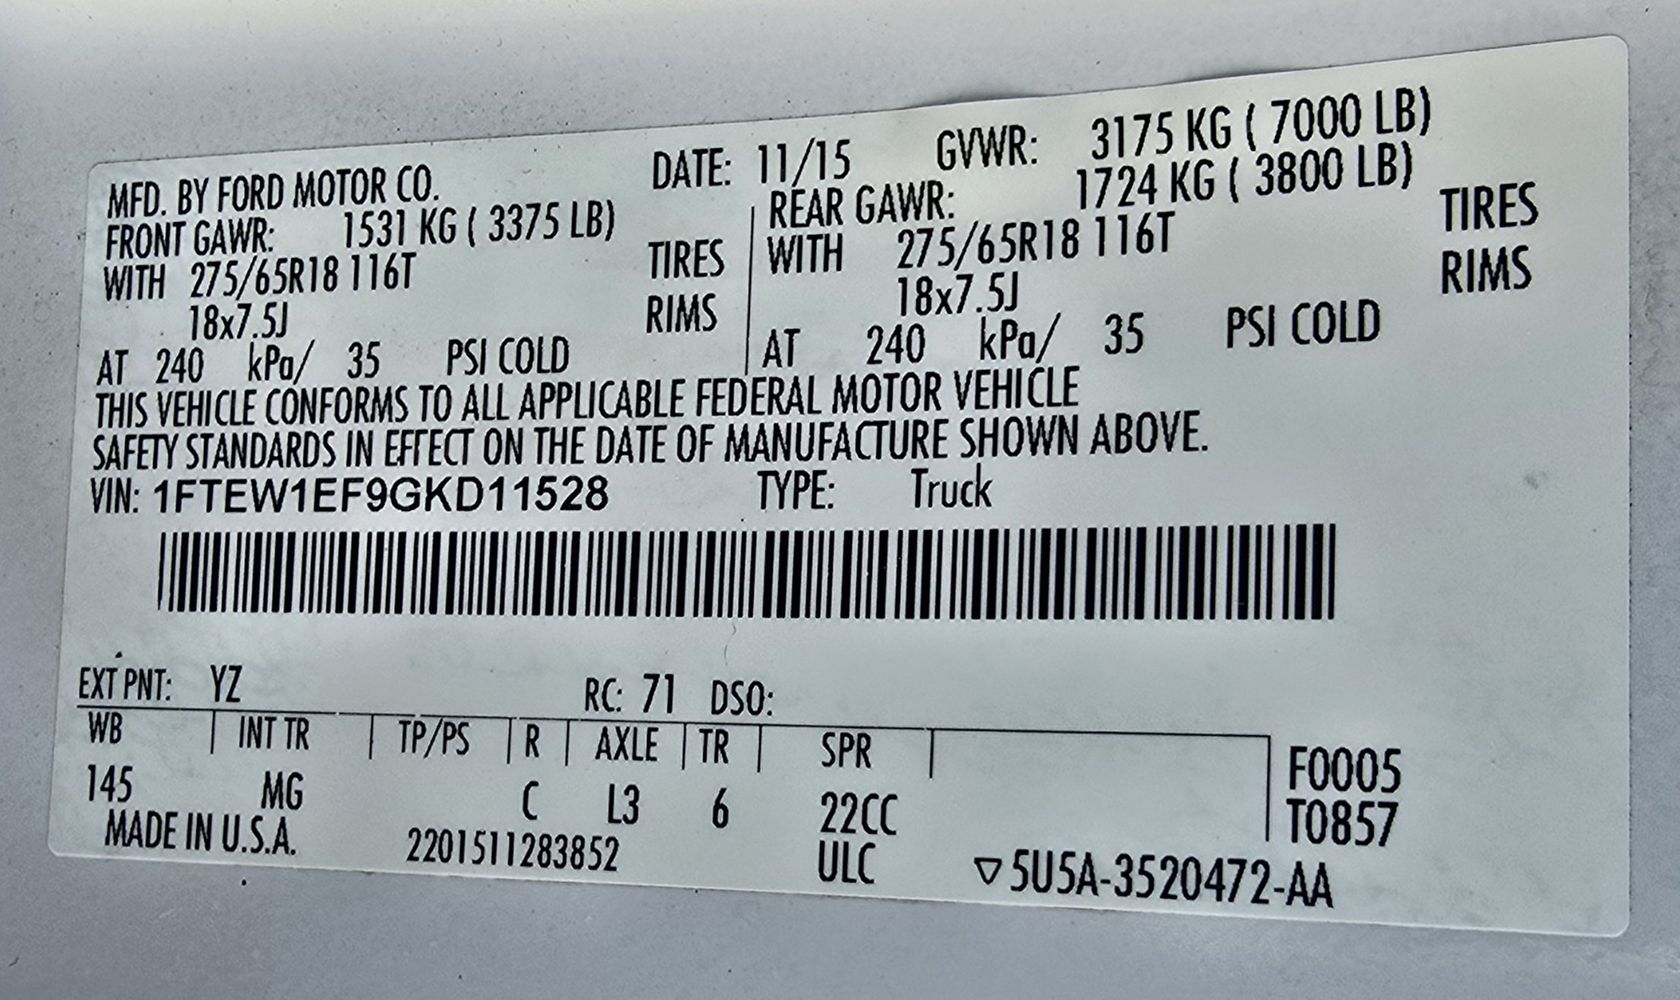 MFD. BY FORD MOTOR CO. DATE: 11/15 GVWR: 3175 KG ( 7000 LB)
FRONT GAWR: 1531 KG ( 3375 LB) REAR GAWR: 1724 KG ( 3800 LB)
WITH 275/65R18 116T TIRES WITH 275/65R18 116T TIRES
18x7.5J RIMS 18x7.5J RIMS
AT 240 kPa/ 35 PSI COLD AT 240 kPa/ 35 PSI COLD
THIS VEHICLE CONFORMS TO ALL APPLICABLE FEDERAL MOTOR VEHICLE
SAFETY STANDARDS IN EFFECT ON THE DATE OF MANUFACTURE SHOWN ABOVE.
VIN: 1FTEW1EF9GKD11528 TYPE: Truck
EXT PNT: YZ RC: 71 DSO:
WB INT TR TP/PS R AXLE TR SPR F0005
145 MG C L3 6 22CC T0857
MADE IN U.S.A. 2201511283852 ULC ▽5U5A-3520472-AA